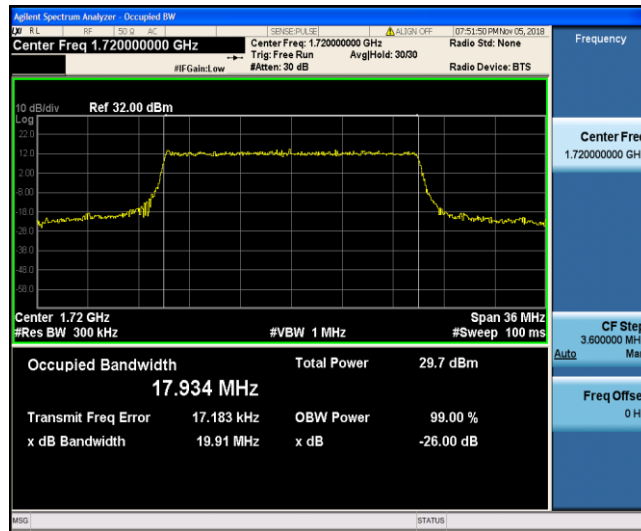 Agilent Spectrum Analyzer - Occupied BW
LXI RL RF 50 Ω AC SENSE:PULSE ALIGN OFF 07:51:50 PM Nov 05, 2018
Center Freq 1.720000000 GHz Center Freq: 1.720000000 GHz Radio Std: None
Trig: Free Run Avg|Hold: 30/30
#IFGain:Low #Atten: 30 dB Radio Device: BTS
Frequency
10 dB/div Ref 32.00 dBm
Log
22.0
12.0
2.00
-8.00
-18.0
-28.0
-38.0
-48.0
-58.0
Center Freq
1.720000000 GH
Center 1.72 GHz Span 36 MHz
#Res BW 300 kHz #VBW 1 MHz #Sweep 100 ms
CF Step
3.600000 MH
Auto Ma
Occupied Bandwidth Total Power 29.7 dBm
17.934 MHz
Transmit Freq Error 17.183 kHz OBW Power 99.00 %
x dB Bandwidth 19.91 MHz x dB -26.00 dB
Freq Offse
0 H
MSG STATUS